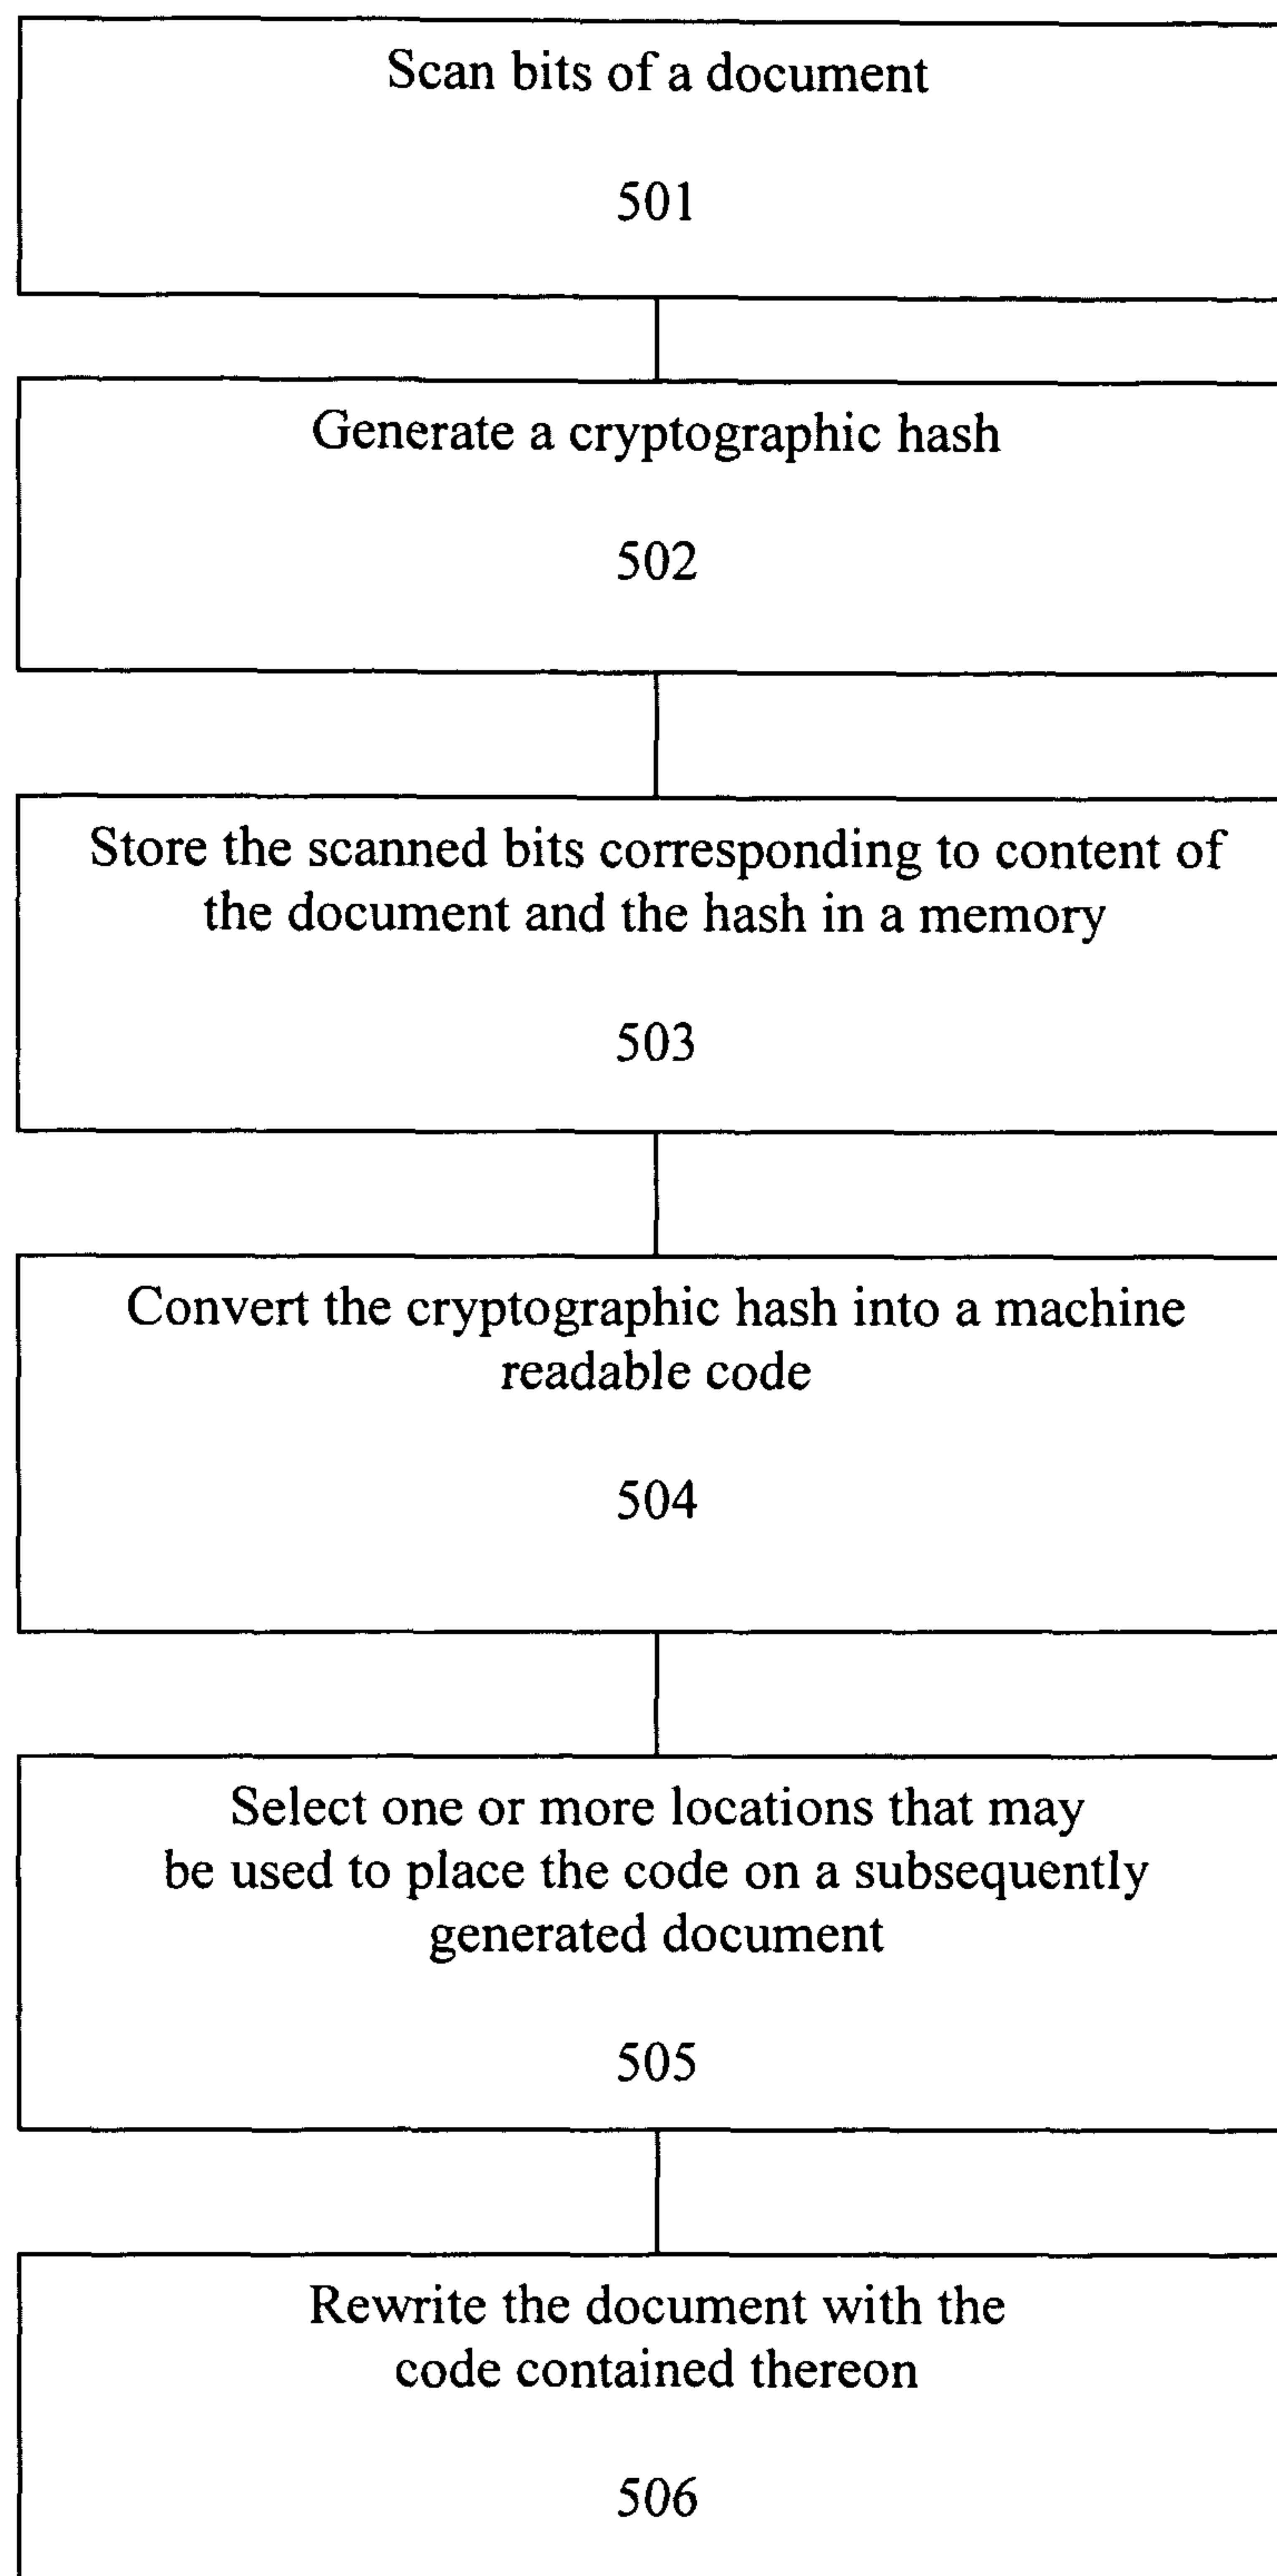 Scan bits of a document
501
Generate a cryptographic hash
502
Store the scanned bits corresponding to content of
the document and the hash in a memory
503
Convert the cryptographic hash into a machine
readable code
504
Select one or more locations that may
be used to place the code on a subsequently
generated document
505
Rewrite the document with the
code contained thereon
506